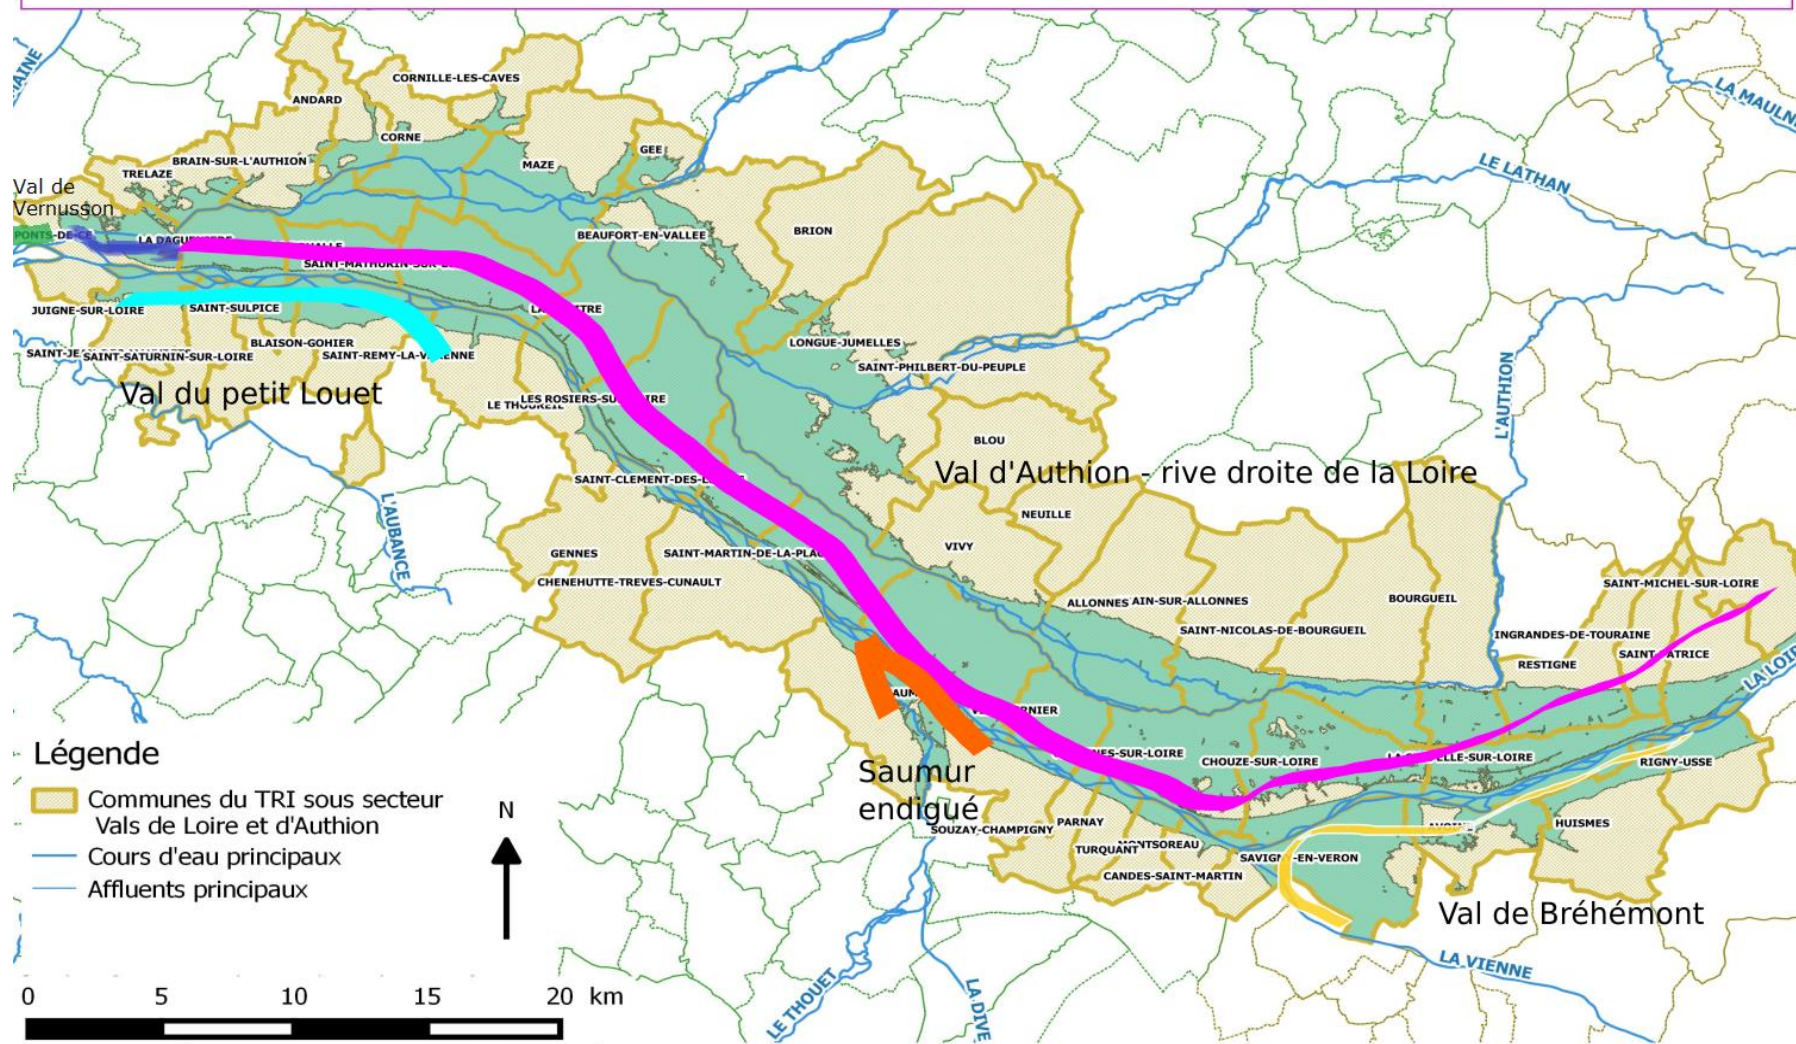 CORNILLE-LES-CAVES
ANDARD
LA MAULN
CORNE
GEE
BRAIN-SUR-L'AUTHION
MAZE
LE LATHAN
TRELAZE
Val de
Vernusson
PONTS-DE-CE
BEAUFORT-EN-VALLEE
BRION
JUIGNE-SUR-LOIRE
SAINT-SULPICE
BLAISON-GOHIER
LONGUE-JUMELLES
SAINT-SATURNIN-SUR-LOIRE
SAINT-PHILBERT-DU-PEUPLE
Val du petit Louet
L'AUTHION
BLOU
Val d'Authion - rive droite de la Loire
NEUILLE
L'AUBANCE
VIVY
GENNES
CHENEHUTTE-TREVES-CUNAULT
SAINT-MICHEL-SUR-LOIRE
ALLONNES
AIN-SUR-ALLONNES
BOURGUEIL
SAINT-NICOLAS-DE-BOURGUEIL
INGRANDES-DE-TOURAINE
RESTIGNE
CHOUZE-SUR-LOIRE
RIGNY-USSE
Saumur
endigué
SOUZAY-CHAMPIGNY
PARNAY
HUISMES
TURQUANT
CANDES-SAINT-MARTIN
Val de Bréhémont
LA VIENNE
LE THOUET
LA DIVE
Légende
Communes du TRI sous secteur
Vals de Loire et d'Authion
Cours d'eau principaux
Affluents principaux
N
0 5 10 15 20 km